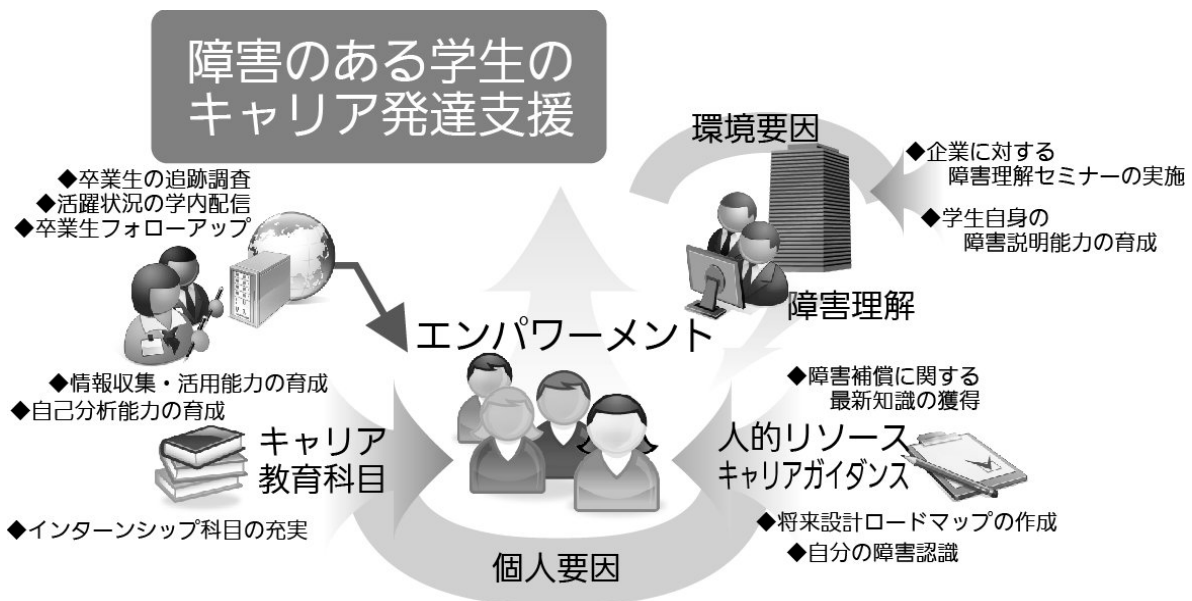 障害のある学生の
キャリア発達支援
環境要因
◆企業に対する
障害理解セミナーの実施
◆学生自身の
障害説明能力の育成
障害理解
◆卒業生の追跡調査
◆活躍状況の学内配信
◆卒業生フォローアップ
エンパワーメント
◆情報収集・活用能力の育成
◆自己分析能力の育成
キャリア
教育科目
◆インターンシップ科目の充実
◆障害補償に関する
最新知識の獲得
人的リソース
キャリアガイダンス
◆将来設計ロードマップの作成
◆自分の障害認識
個人要因